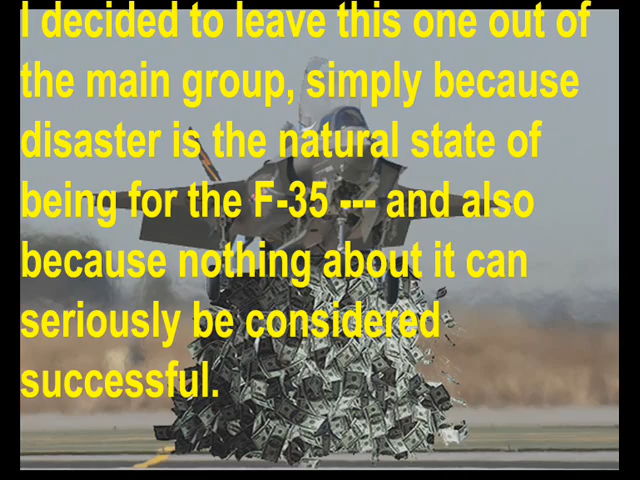 I decided to leave this one out of
the main group, simply because
disaster is the natural state of
being for the F-35 --- and also
because nothing about it can
seriously be considered
successful.